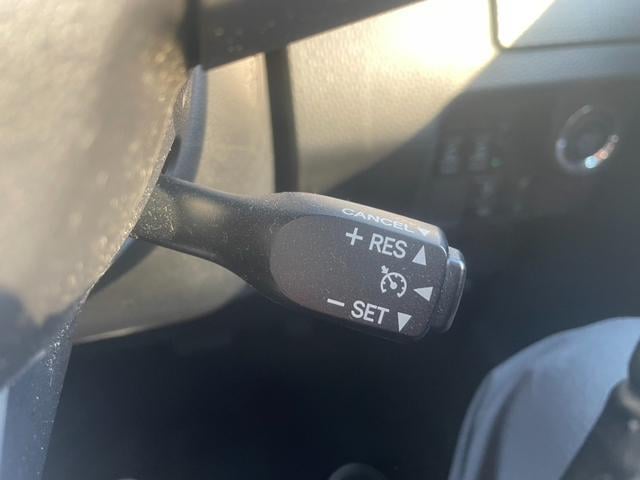 CANCEL ▼
+ RES ▲
◀
− SET ▼